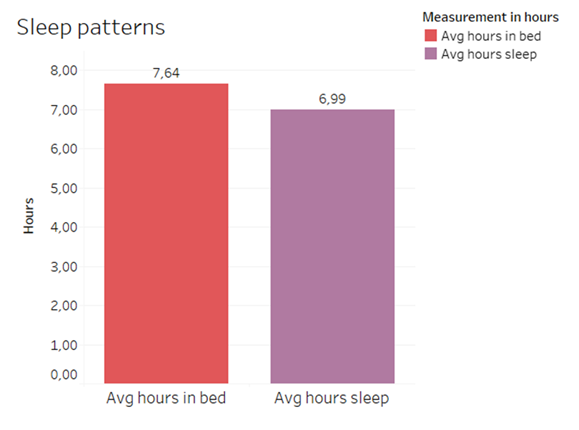 Sleep patterns
Measurement in hours
Avg hours in bed
Avg hours sleep
8,00
7,00
6,00
5,00
4,00
3,00
2,00
1,00
0,00
Hours
7,64
6,99
Avg hours in bed
Avg hours sleep